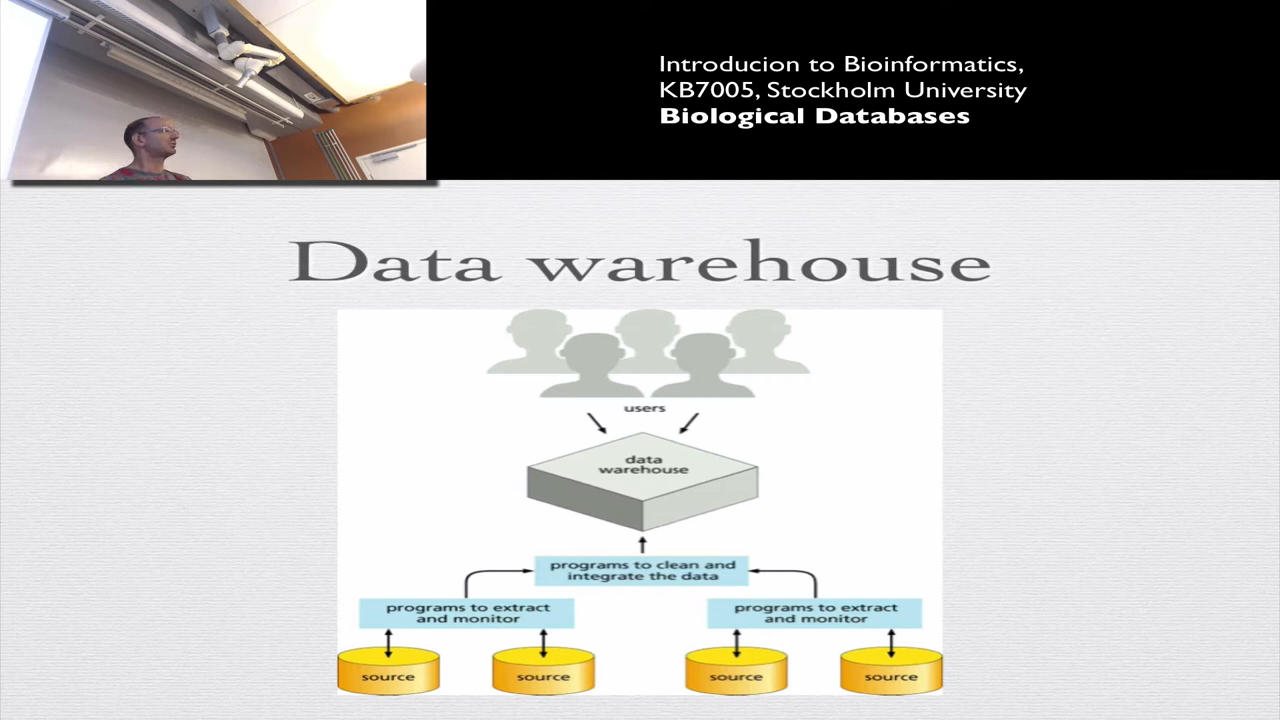 Introducion to Bioinformatics,
KB7005, Stockholm University
Biological Databases
Data warehouse
users
data
warehouse
programs to clean and
integrate the data
programs to extract
and monitor
programs to extract
and monitor
source
source
source
source